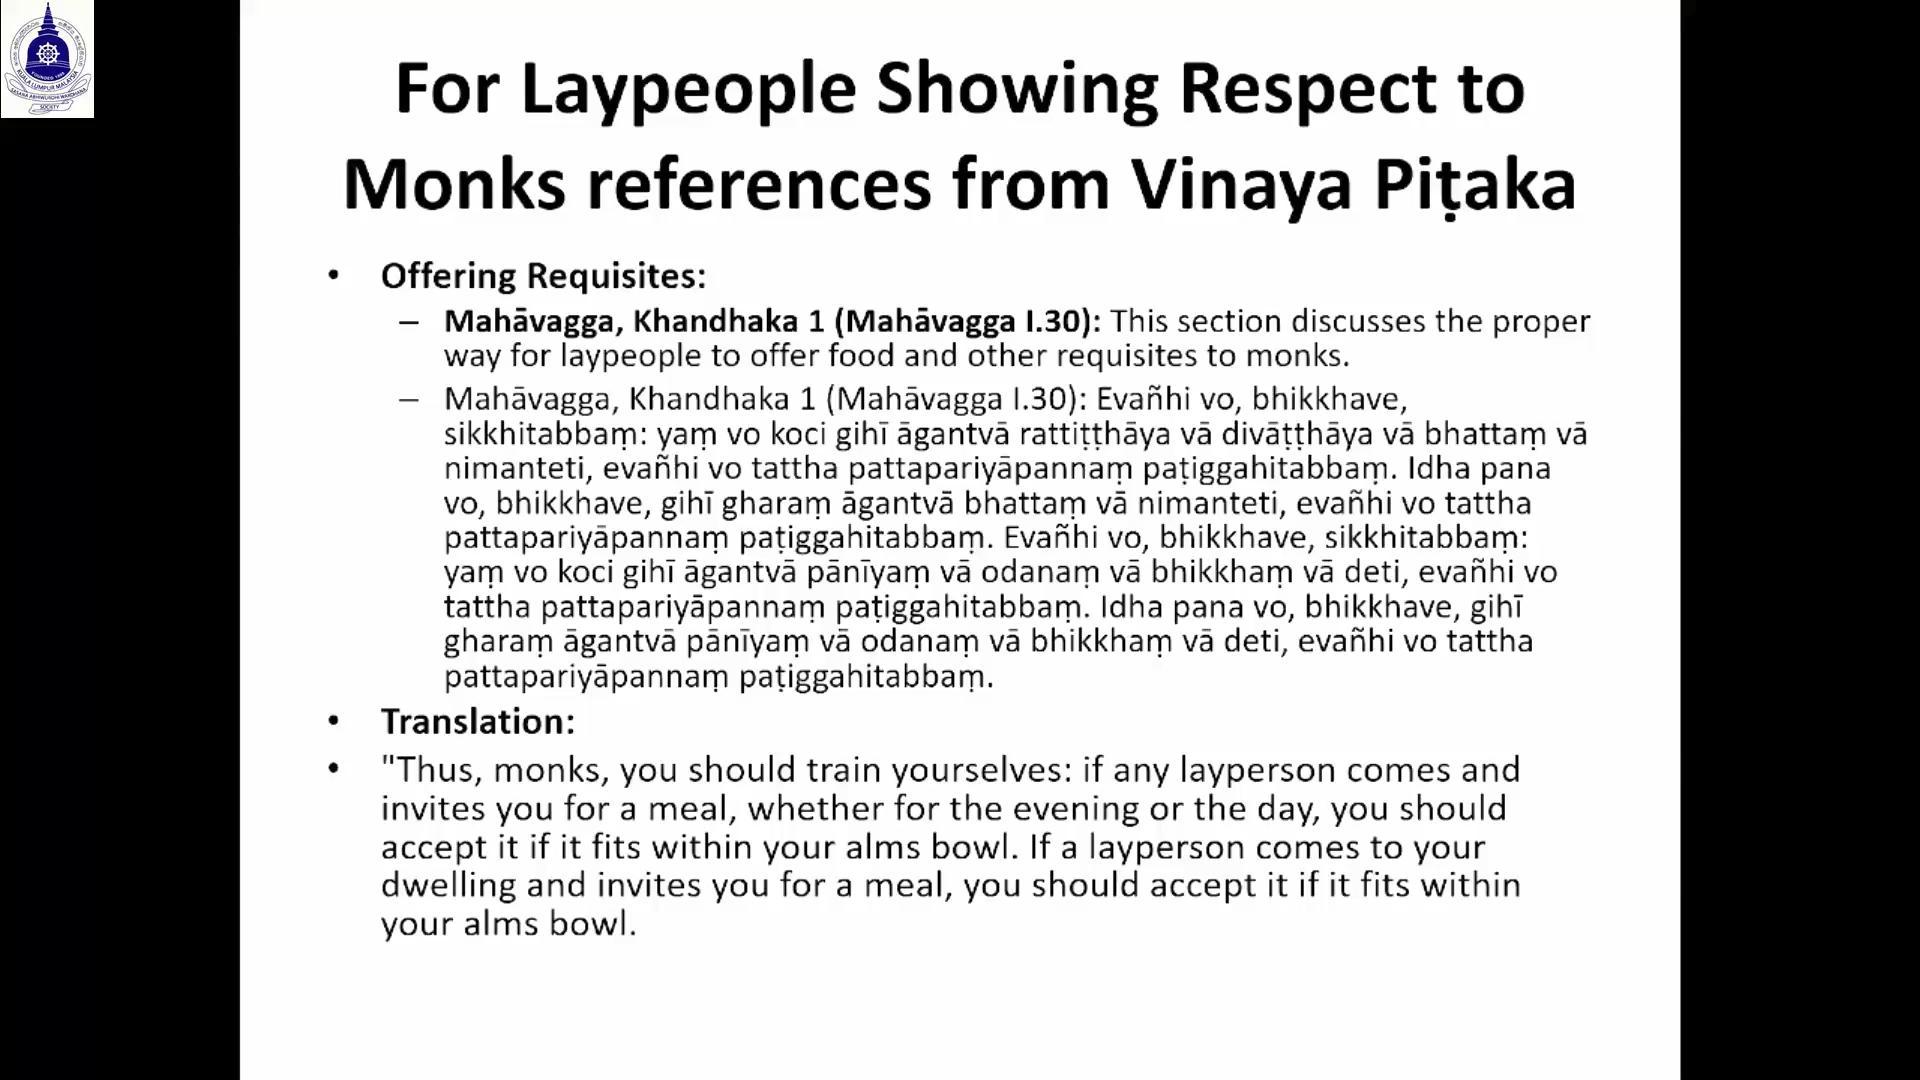 For Laypeople Showing Respect to
Monks references from Vinaya Piṭaka
• Offering Requisites:
– Mahāvagga, Khandhaka 1 (Mahāvagga I.30): This section discusses the proper
way for laypeople to offer food and other requisites to monks.
– Mahāvagga, Khandhaka 1 (Mahāvagga I.30): Evañhi vo, bhikkhave,
sikkhitabbaṃ: yaṃ vo koci gihī āgantvā rattiṭṭhāya vā divāṭṭhāya vā bhattaṃ vā
nimanteti, evañhi vo tattha pattapariyāpannaṃ paṭiggahitabbaṃ. Idha pana
vo, bhikkhave, gihī gharaṃ āgantvā bhattaṃ vā nimanteti, evañhi vo tattha
pattapariyāpannaṃ paṭiggahitabbaṃ. Evañhi vo, bhikkhave, sikkhitabbaṃ:
yaṃ vo koci gihī āgantvā pānīyaṃ vā odanaṃ vā bhikkhaṃ vā deti, evañhi vo
tattha pattapariyāpannaṃ paṭiggahitabbaṃ. Idha pana vo, bhikkhave, gihī
gharaṃ āgantvā pānīyaṃ vā odanaṃ vā bhikkhaṃ vā deti, evañhi vo tattha
pattapariyāpannaṃ paṭiggahitabbaṃ.
• Translation:
• "Thus, monks, you should train yourselves: if any layperson comes and
invites you for a meal, whether for the evening or the day, you should
accept it if it fits within your alms bowl. If a layperson comes to your
dwelling and invites you for a meal, you should accept it if it fits within
your alms bowl.